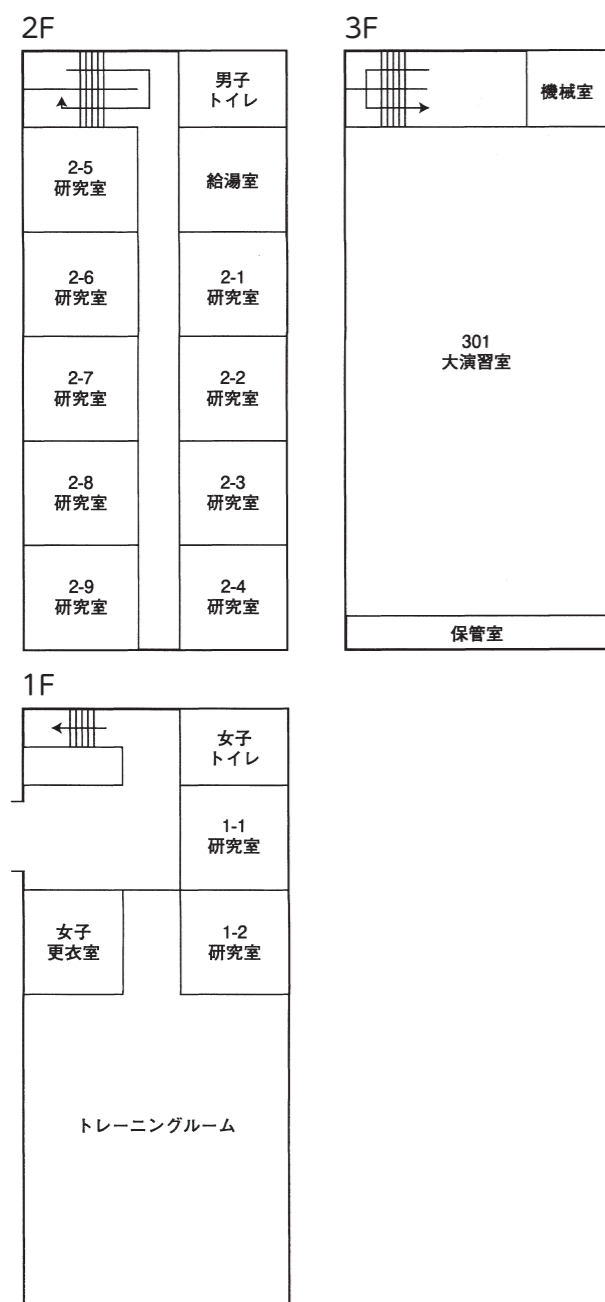 2F
男子
トイレ
2-5
研究室
給湯室
2-6
研究室
2-1
研究室
2-7
研究室
2-2
研究室
2-8
研究室
2-3
研究室
2-9
研究室
2-4
研究室
3F
機械室
301
大演習室
保管室
1F
女子
トイレ
1-1
研究室
女子
更衣室
1-2
研究室
トレーニングルーム